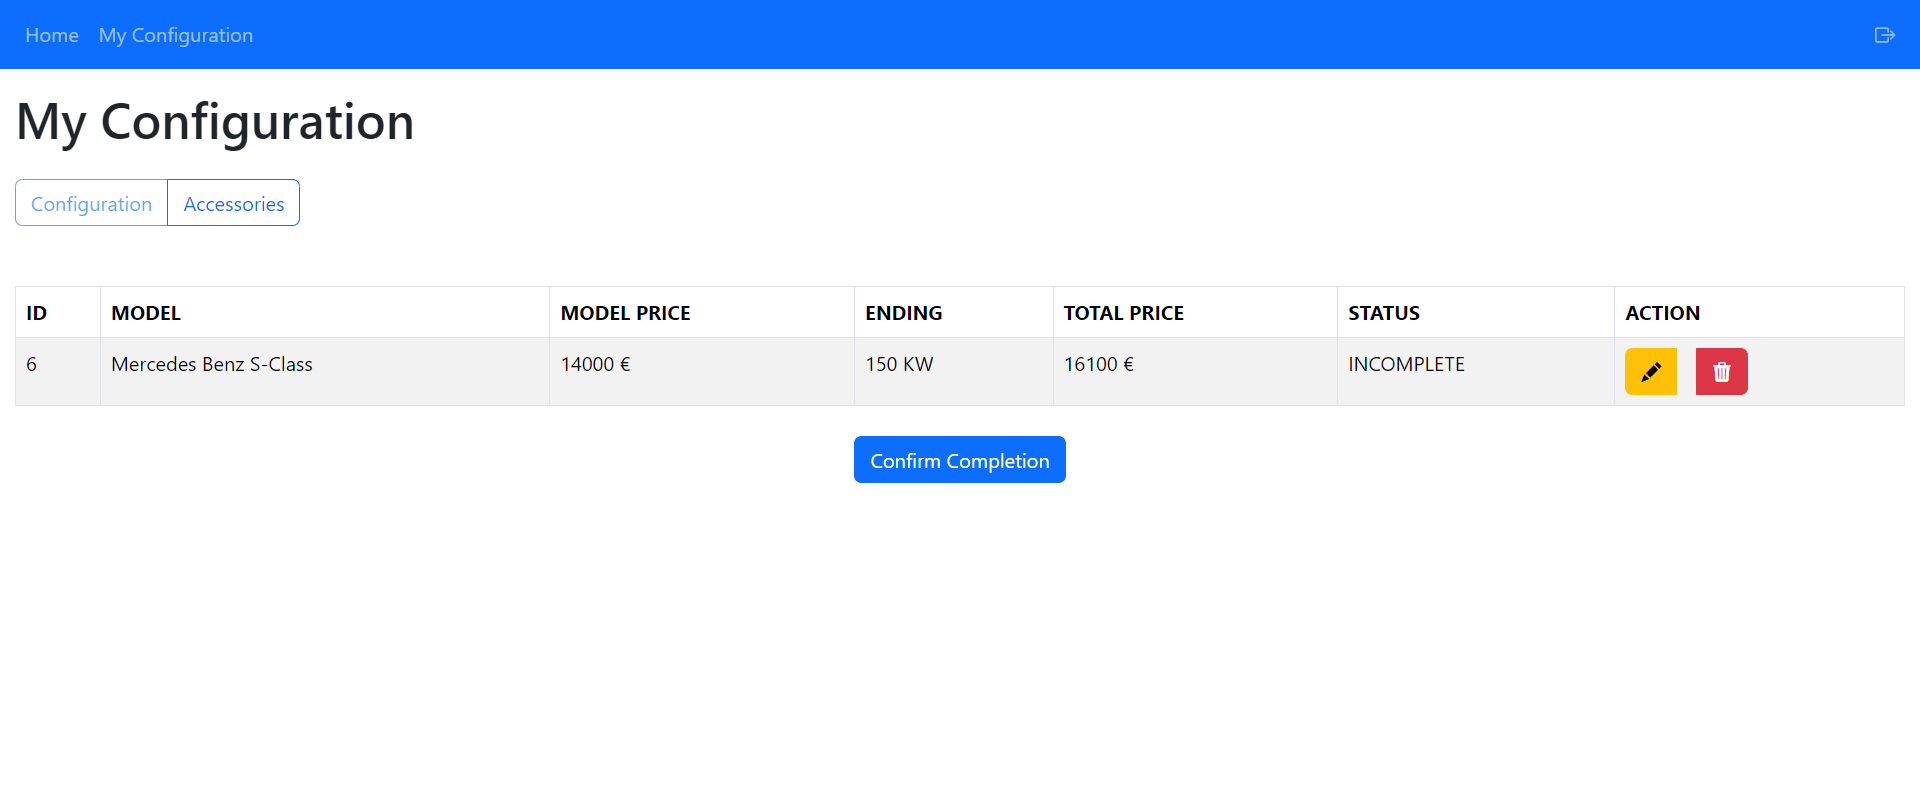 Home My Configuration
My Configuration
Configuration Accessories
ID MODEL MODEL PRICE ENDING TOTAL PRICE STATUS ACTION
6 Mercedes Benz S-Class 14000 € 150 KW 16100 € INCOMPLETE
Confirm Completion